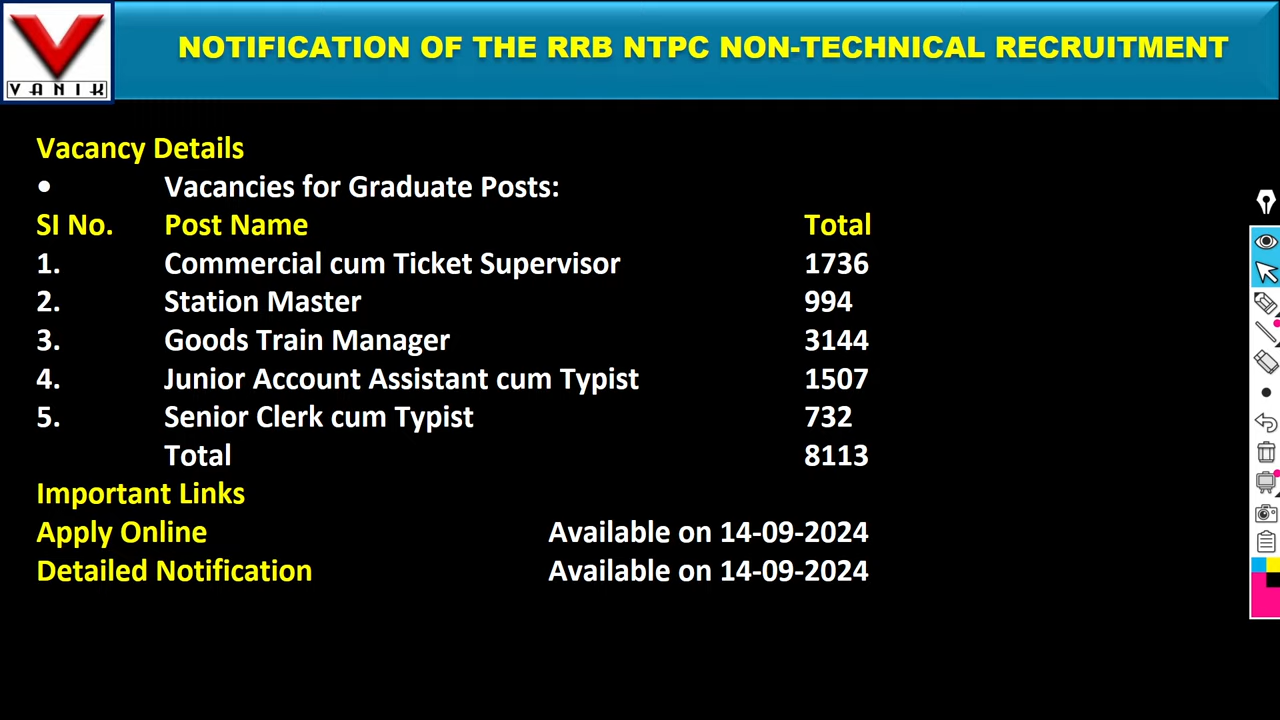 VANIK
NOTIFICATION OF THE RRB NTPC NON-TECHNICAL RECRUITMENT
Vacancy Details
• Vacancies for Graduate Posts:
SI No. Post Name Total
1. Commercial cum Ticket Supervisor 1736
2. Station Master 994
3. Goods Train Manager 3144
4. Junior Account Assistant cum Typist 1507
5. Senior Clerk cum Typist 732
Total 8113
Important Links
Apply Online Available on 14-09-2024
Detailed Notification Available on 14-09-2024